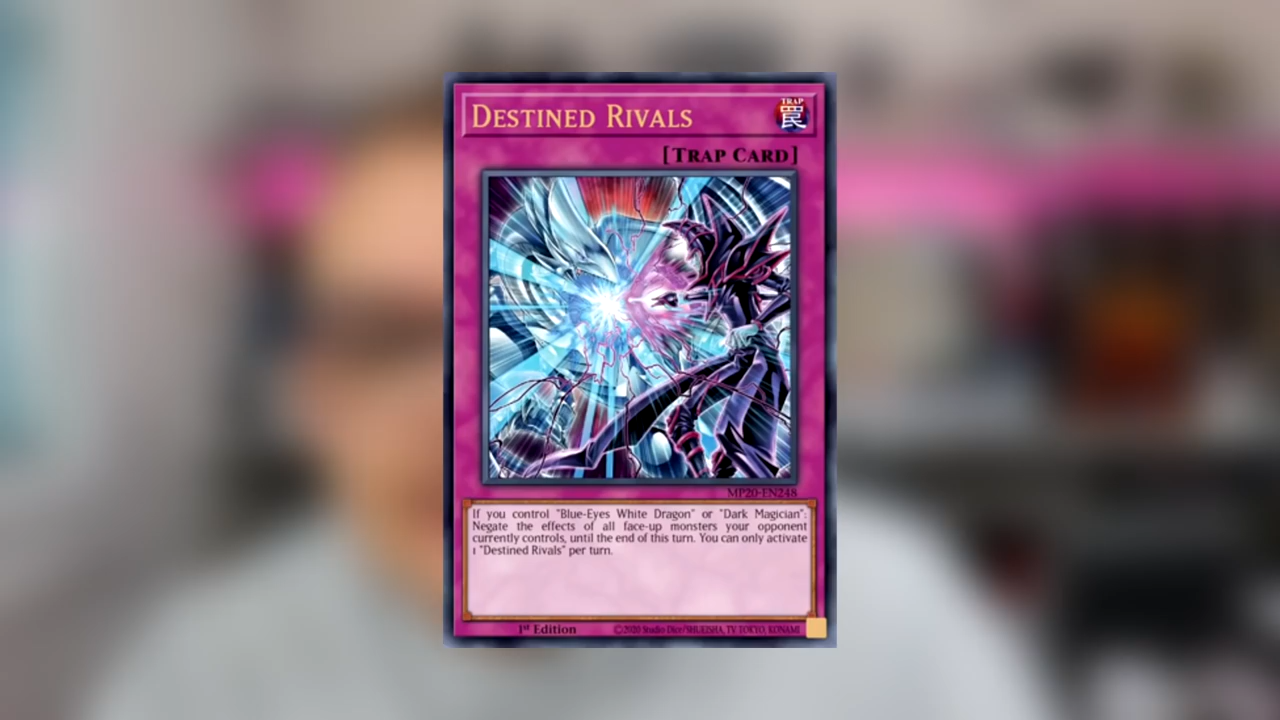 DESTINED RIVALS
TRAP
罠
[TRAP CARD]
MP20-EN248
If you control "Blue-Eyes White Dragon" or "Dark Magician":
Negate the effects of all face-up monsters your opponent
currently controls, until the end of this turn. You can only activate
1 "Destined Rivals" per turn.
1st Edition
©2020 Studio Dice/SHUEISHA, TV TOKYO, KONAMI